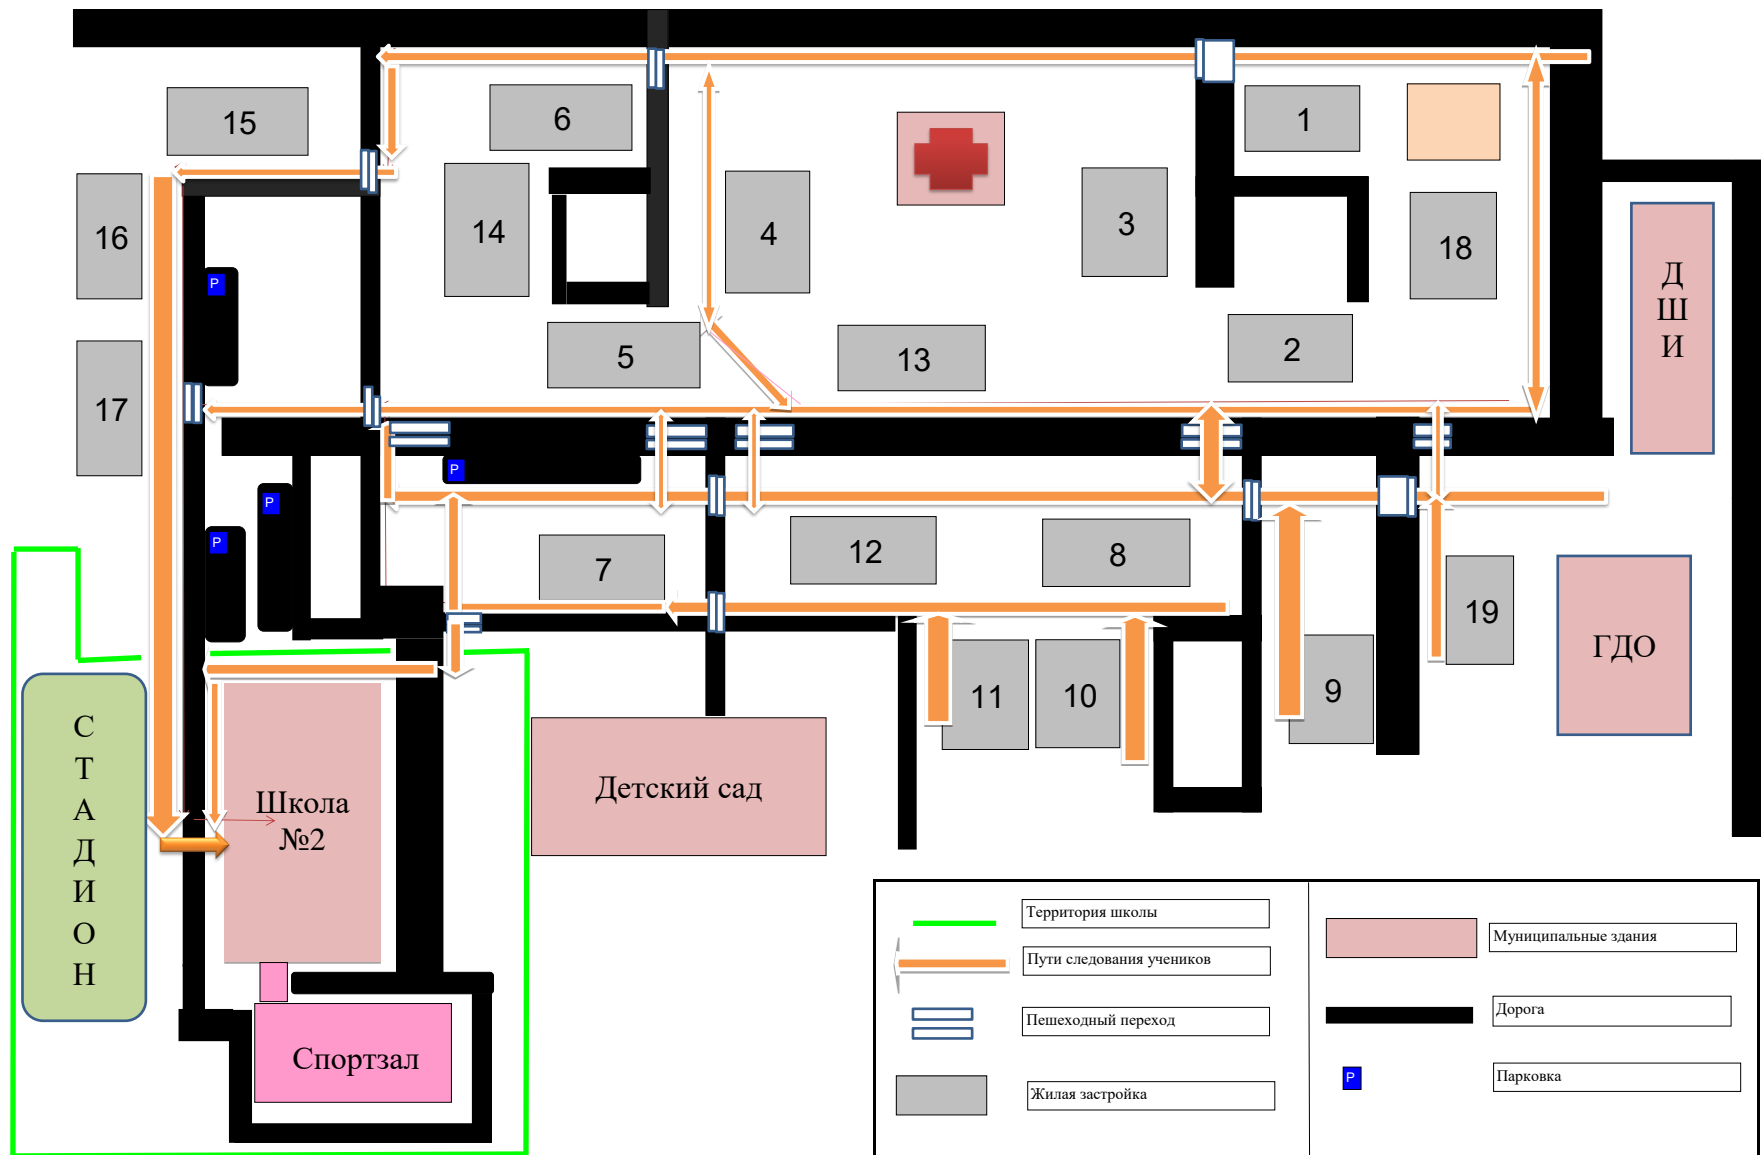 15
6
1
16
14
4
3
18
Д
Ш
И
P
5
13
2
17
P
P
P
7
12
8
19
ГДО
11
10
9
С
Т
А
Д
И
О
Н
Школа
№2
Детский сад
Спортзал
Территория школы
Пути следования учеников
Пешеходный переход
Жилая застройка
Муниципальные здания
Дорога
P
Парковка